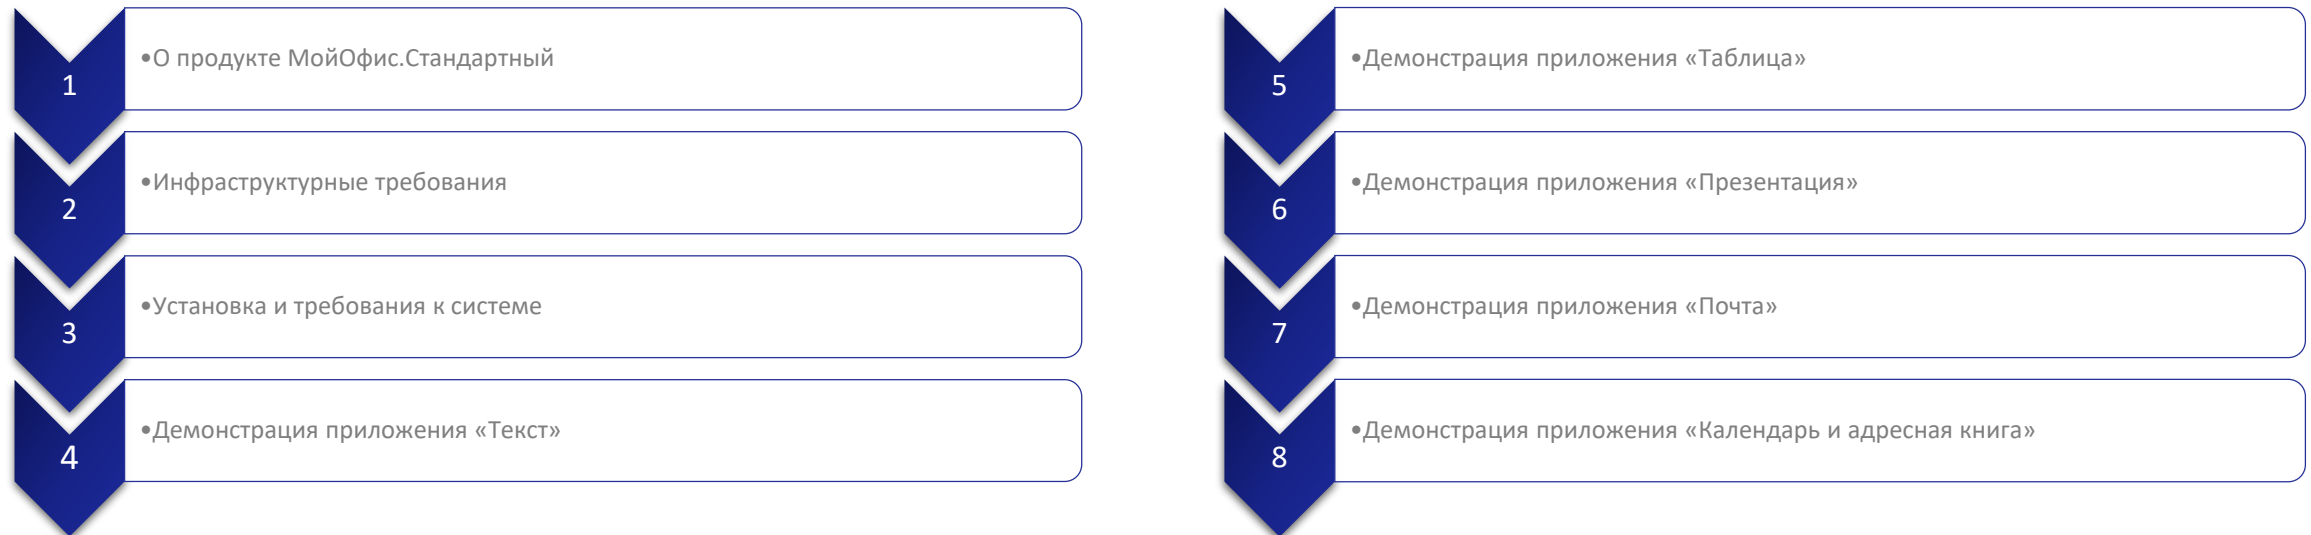 1
•О продукте МойОфис.Стандартный
2
•Инфраструктурные требования
3
•Установка и требования к системе
4
•Демонстрация приложения «Текст»
5
•Демонстрация приложения «Таблица»
6
•Демонстрация приложения «Презентация»
7
•Демонстрация приложения «Почта»
8
•Демонстрация приложения «Календарь и адресная книга»